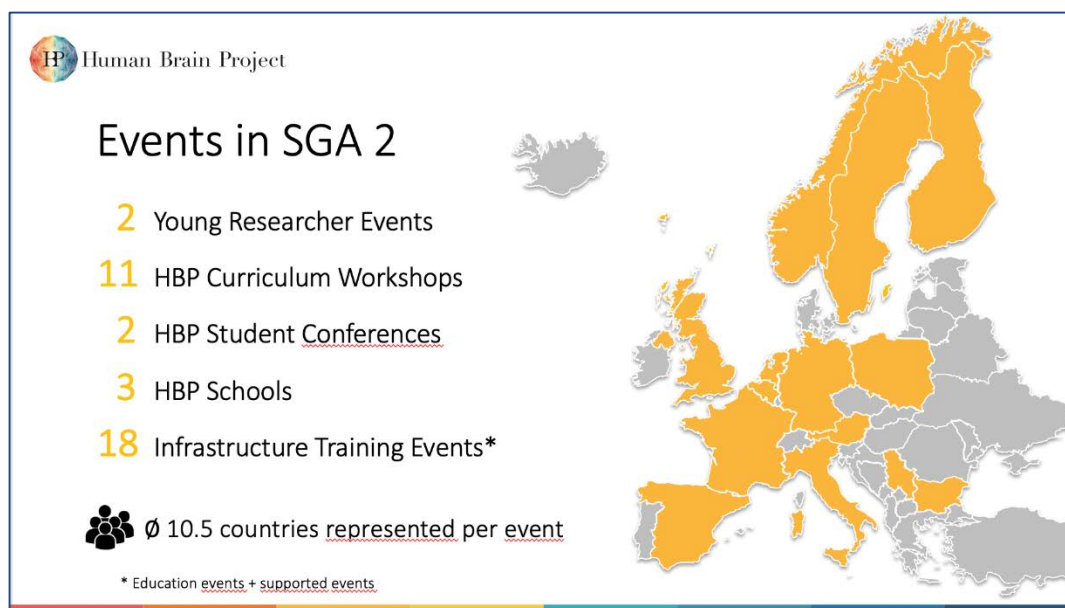 HP Human Brain Project
Events in SGA 2
2 Young Researcher Events
11 HBP Curriculum Workshops
2 HBP Student Conferences
3 HBP Schools
18 Infrastructure Training Events*
Ø 10.5 countries represented per event
* Education events + supported events